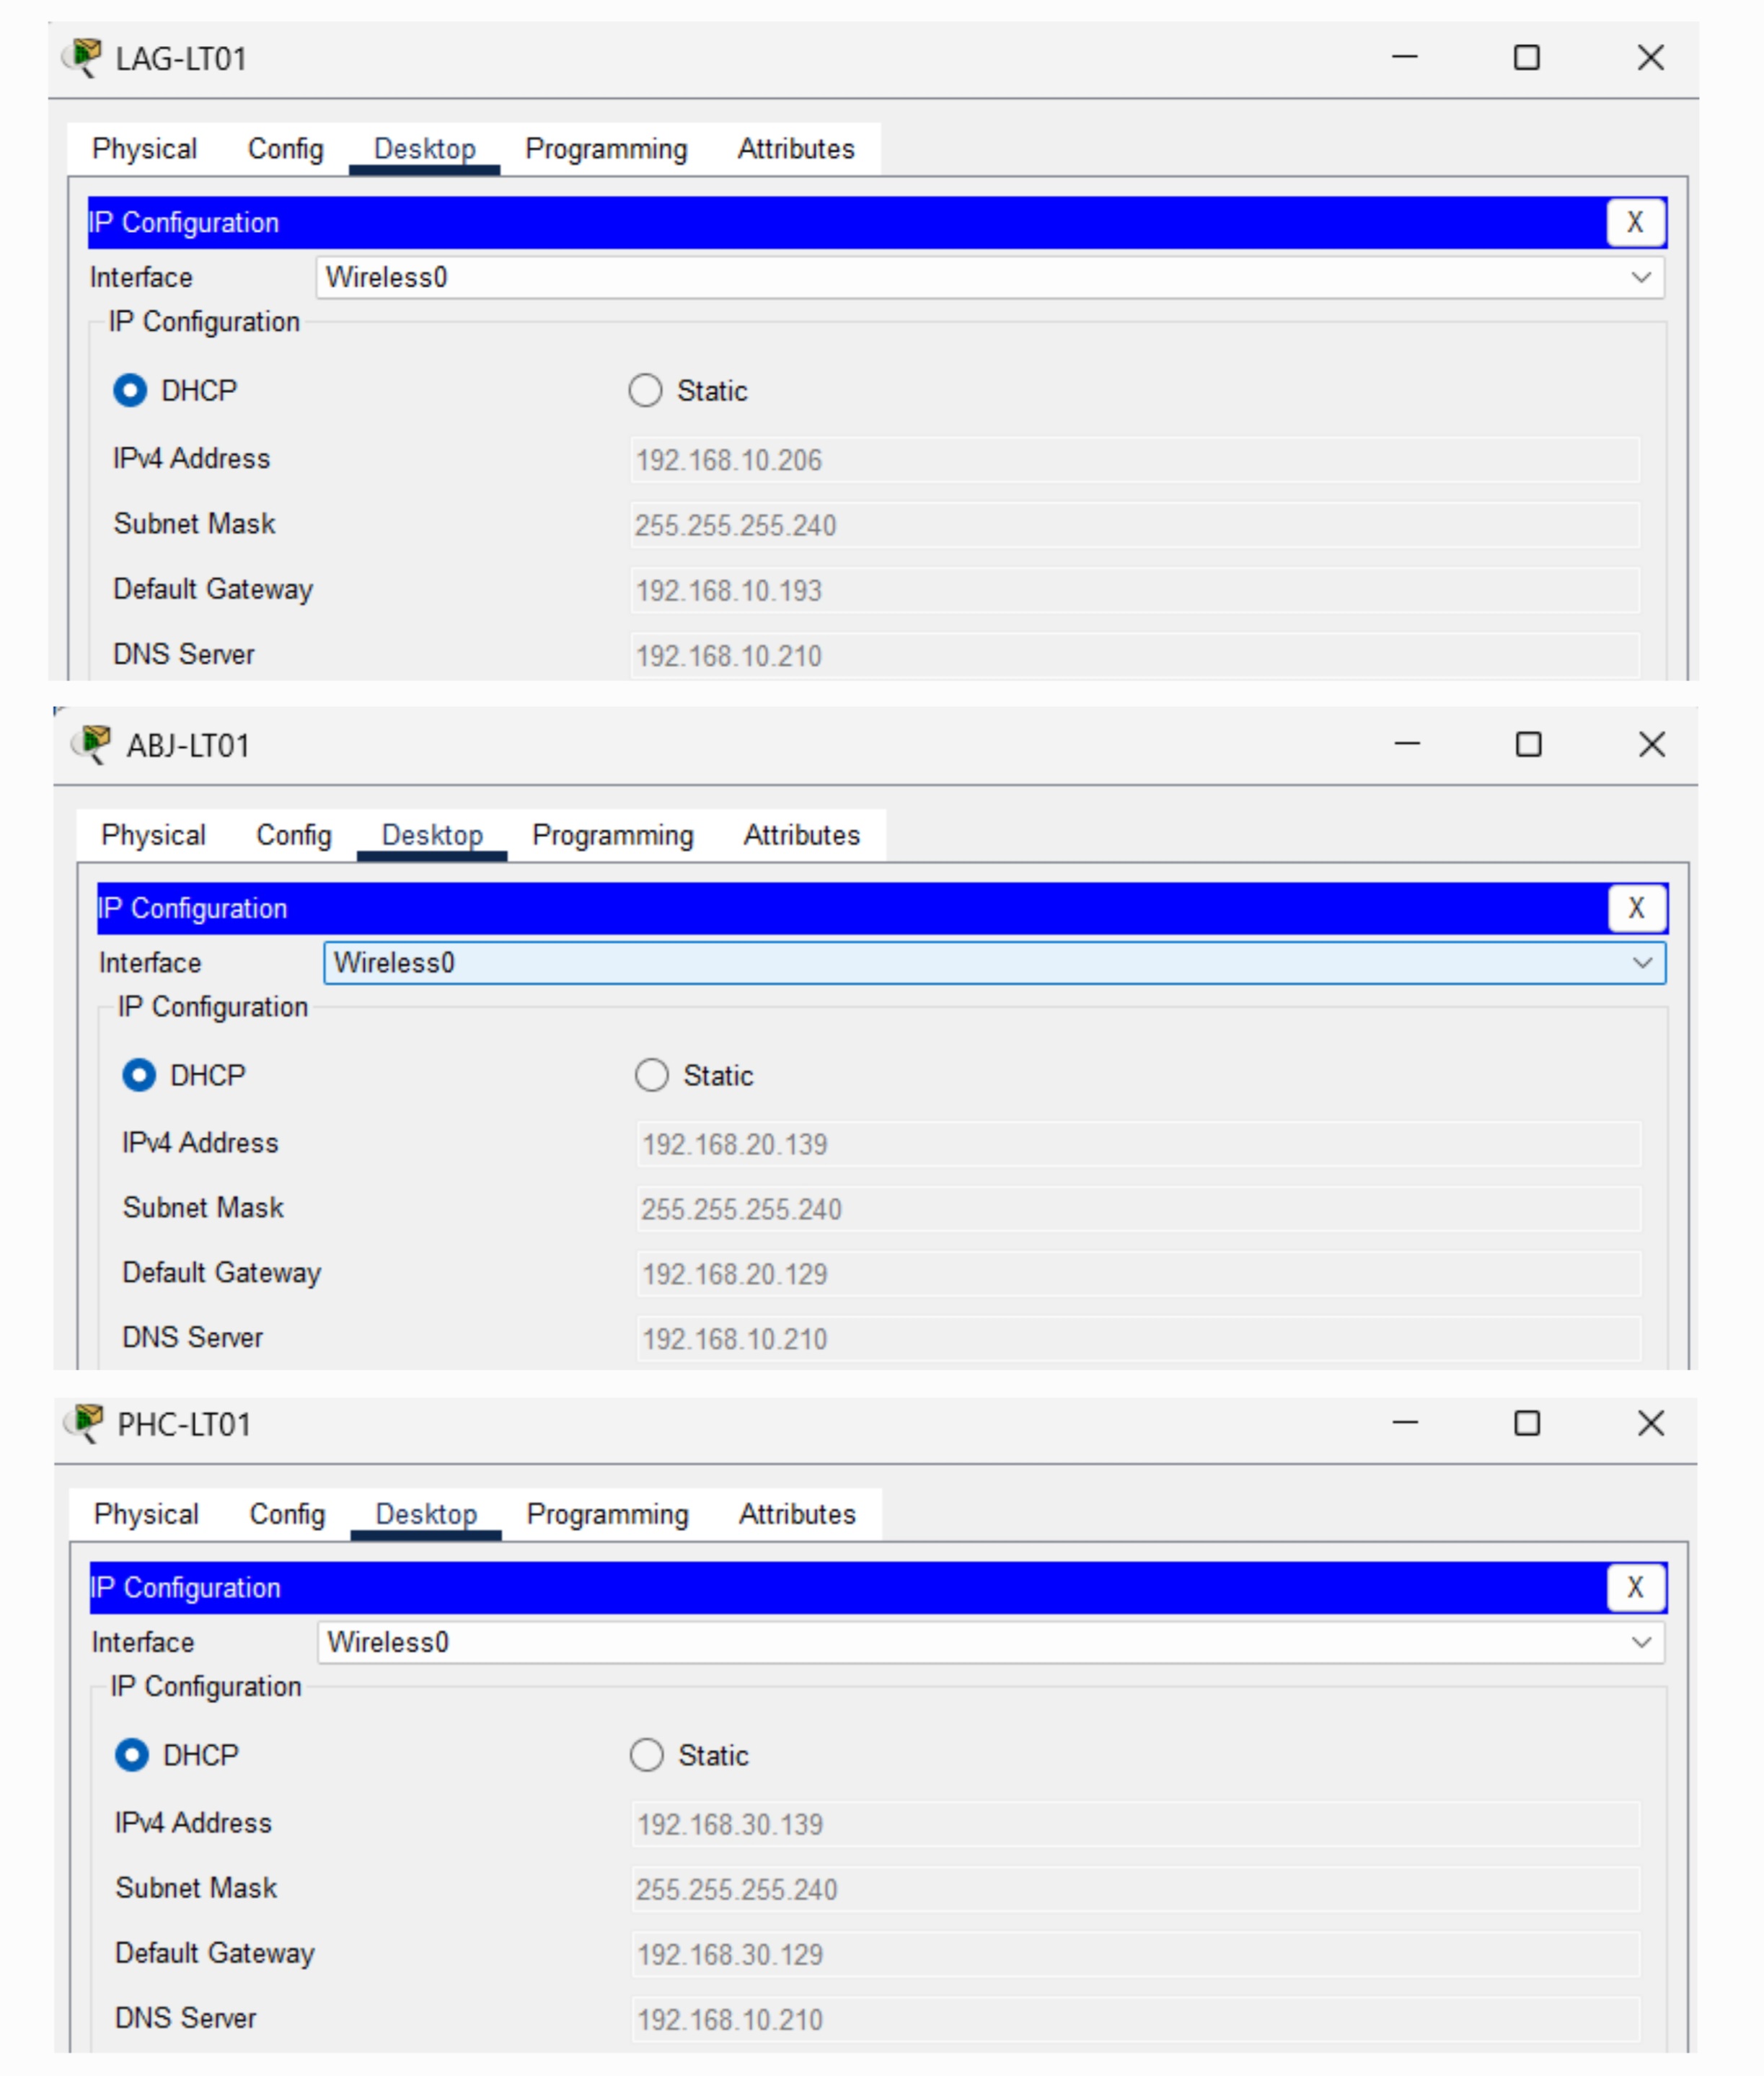 LAG-LT01
Physical Config Desktop Programming Attributes
IP Configuration X
Interface Wireless0
IP Configuration
DHCP Static
IPv4 Address 192.168.10.206
Subnet Mask 255.255.255.240
Default Gateway 192.168.10.193
DNS Server 192.168.10.210
ABJ-LT01
Physical Config Desktop Programming Attributes
IP Configuration X
Interface Wireless0
IP Configuration
DHCP Static
IPv4 Address 192.168.20.139
Subnet Mask 255.255.255.240
Default Gateway 192.168.20.129
DNS Server 192.168.10.210
PHC-LT01
Physical Config Desktop Programming Attributes
IP Configuration X
Interface Wireless0
IP Configuration
DHCP Static
IPv4 Address 192.168.30.139
Subnet Mask 255.255.255.240
Default Gateway 192.168.30.129
DNS Server 192.168.10.210